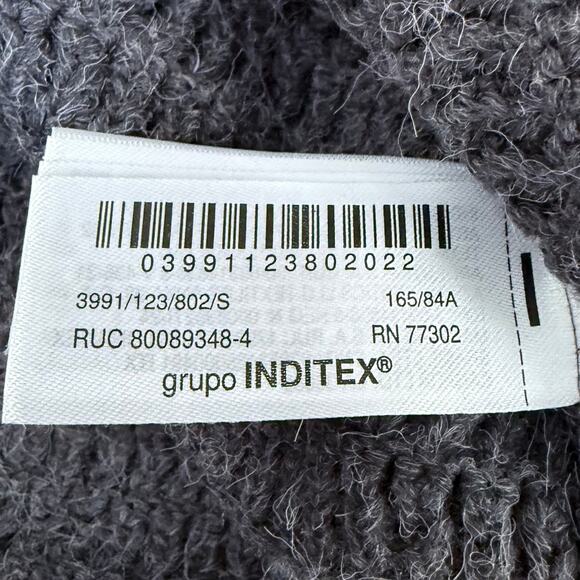 03991123802022
3991/123/802/S 165/84A
RUC 80089348-4 RN 77302
grupo INDITEX®